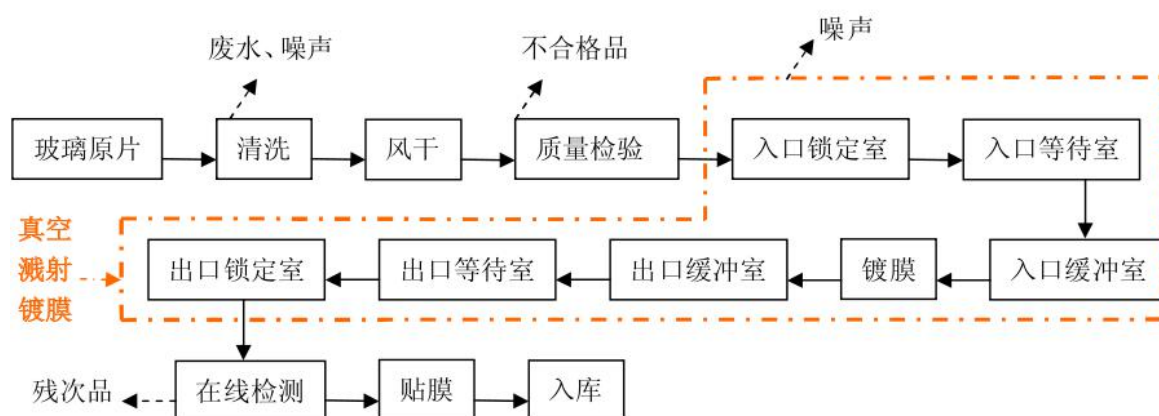 废水、噪声
不合格品
噪声
玻璃原片
清洗
风干
质量检验
入口锁定室
入口等待室
真空
溅射
镀膜
出口锁定室
出口等待室
出口缓冲室
镀膜
入口缓冲室
残次品
在线检测
贴膜
入库